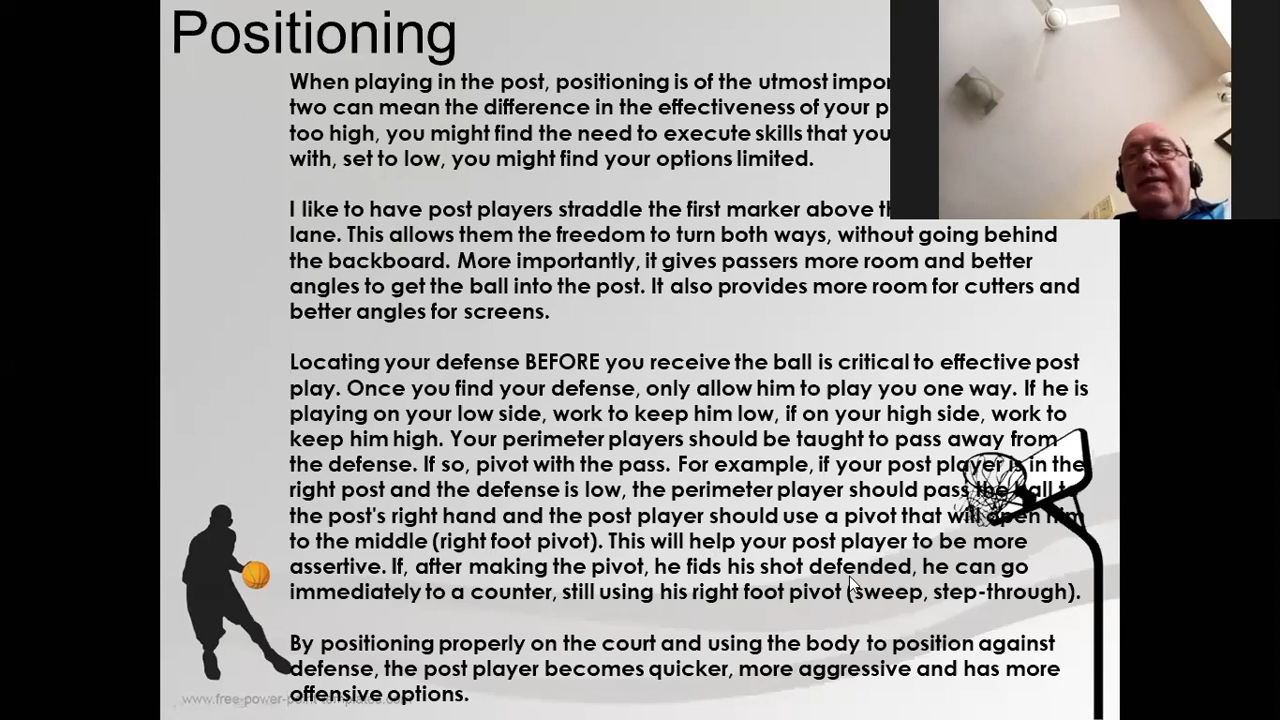 Positioning
When playing in the post, positioning is of the utmost
two can mean the difference in the effectiveness of your
too high, you might find the need to execute skills that you
with, set to low, you might find your options limited.
I like to have post players straddle the first marker above
lane. This allows them the freedom to turn both ways, without going behind
the backboard. More importantly, it gives passers more room and better
angles to get the ball into the post. It also provides more room for cutters and
better angles for screens.
Locating your defense BEFORE you receive the ball is critical to effective post
play. Once you find your defense, only allow him to play you one way. If he is
playing on your low side, work to keep him low, if on your high side, work to
keep him high. Your perimeter players should be taught to pass away from
the defense. If so, pivot with the pass. For example, if your post player is in the
right post and the defense is low, the perimeter player should pass the ball to
the post's right hand and the post player should use a pivot that will open him
to the middle (right foot pivot). This will help your post player to be more
assertive. If, after making the pivot, he fids his shot defended, he can go
immediately to a counter, still using his right foot pivot (sweep, step-through).
By positioning properly on the court and using the body to position against
defense, the post player becomes quicker, more aggressive and has more
offensive options.
www.free-power-point-templates.com